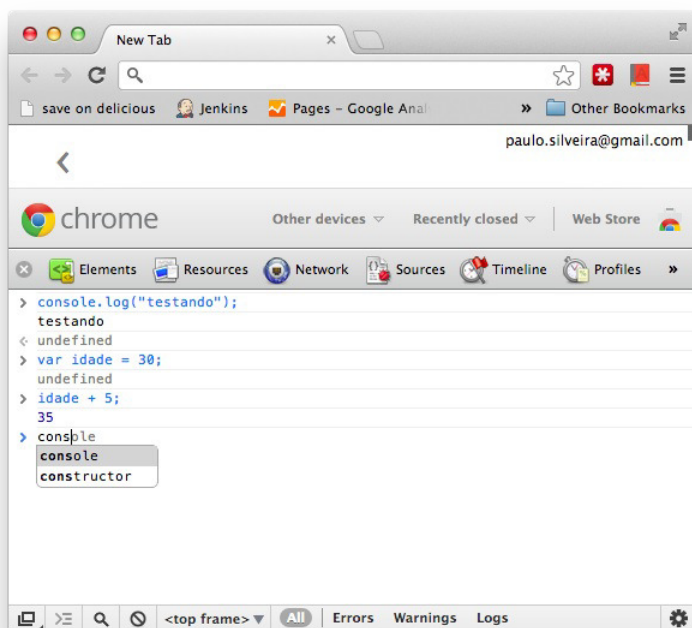 New Tab
save on delicious Jenkins Pages – Google Anal » Other Bookmarks
paulo.silveira@gmail.com
chrome Other devices Recently closed Web Store
Elements Resources Network Sources Timeline Profiles »
> console.log("testando");
testando
undefined
> var idade = 30;
undefined
> idade + 5;
35
> console
console
constructor
<top frame> All Errors Warnings Logs